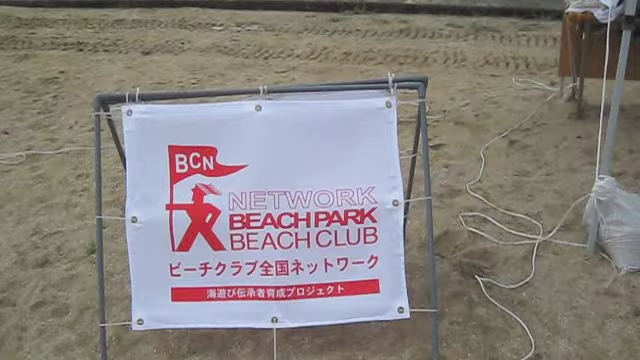 BCN
NETWORK
BEACH PARK
BEACH CLUB
ビーチクラブ全国ネットワーク
海遊び伝承者育成プロジェクト